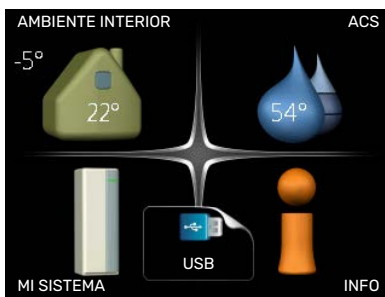 AMBIENTE INTERIOR
ACS
-5°
22°
54°
USB
MI SISTEMA
INFO